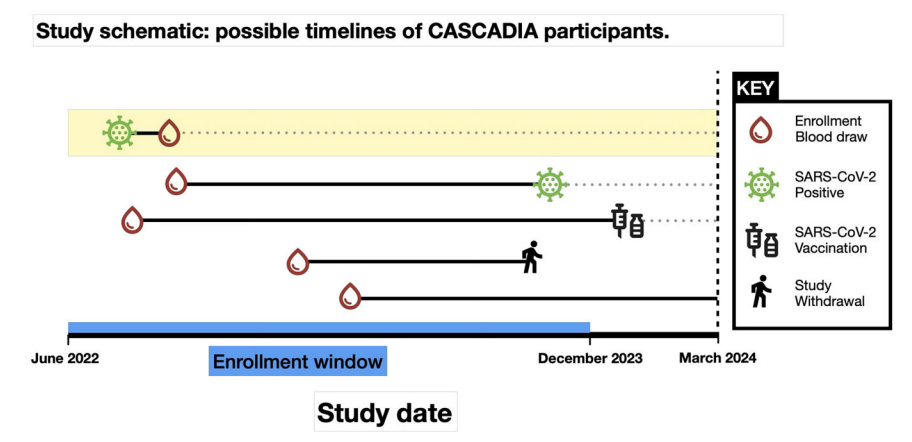 Study schematic: possible timelines of CASCADIA participants.
KEY
Enrollment
Blood draw
SARS-CoV-2
Positive
SARS-CoV-2
Vaccination
Study
Withdrawal
June 2022
Enrollment window
December 2023
March 2024
Study date